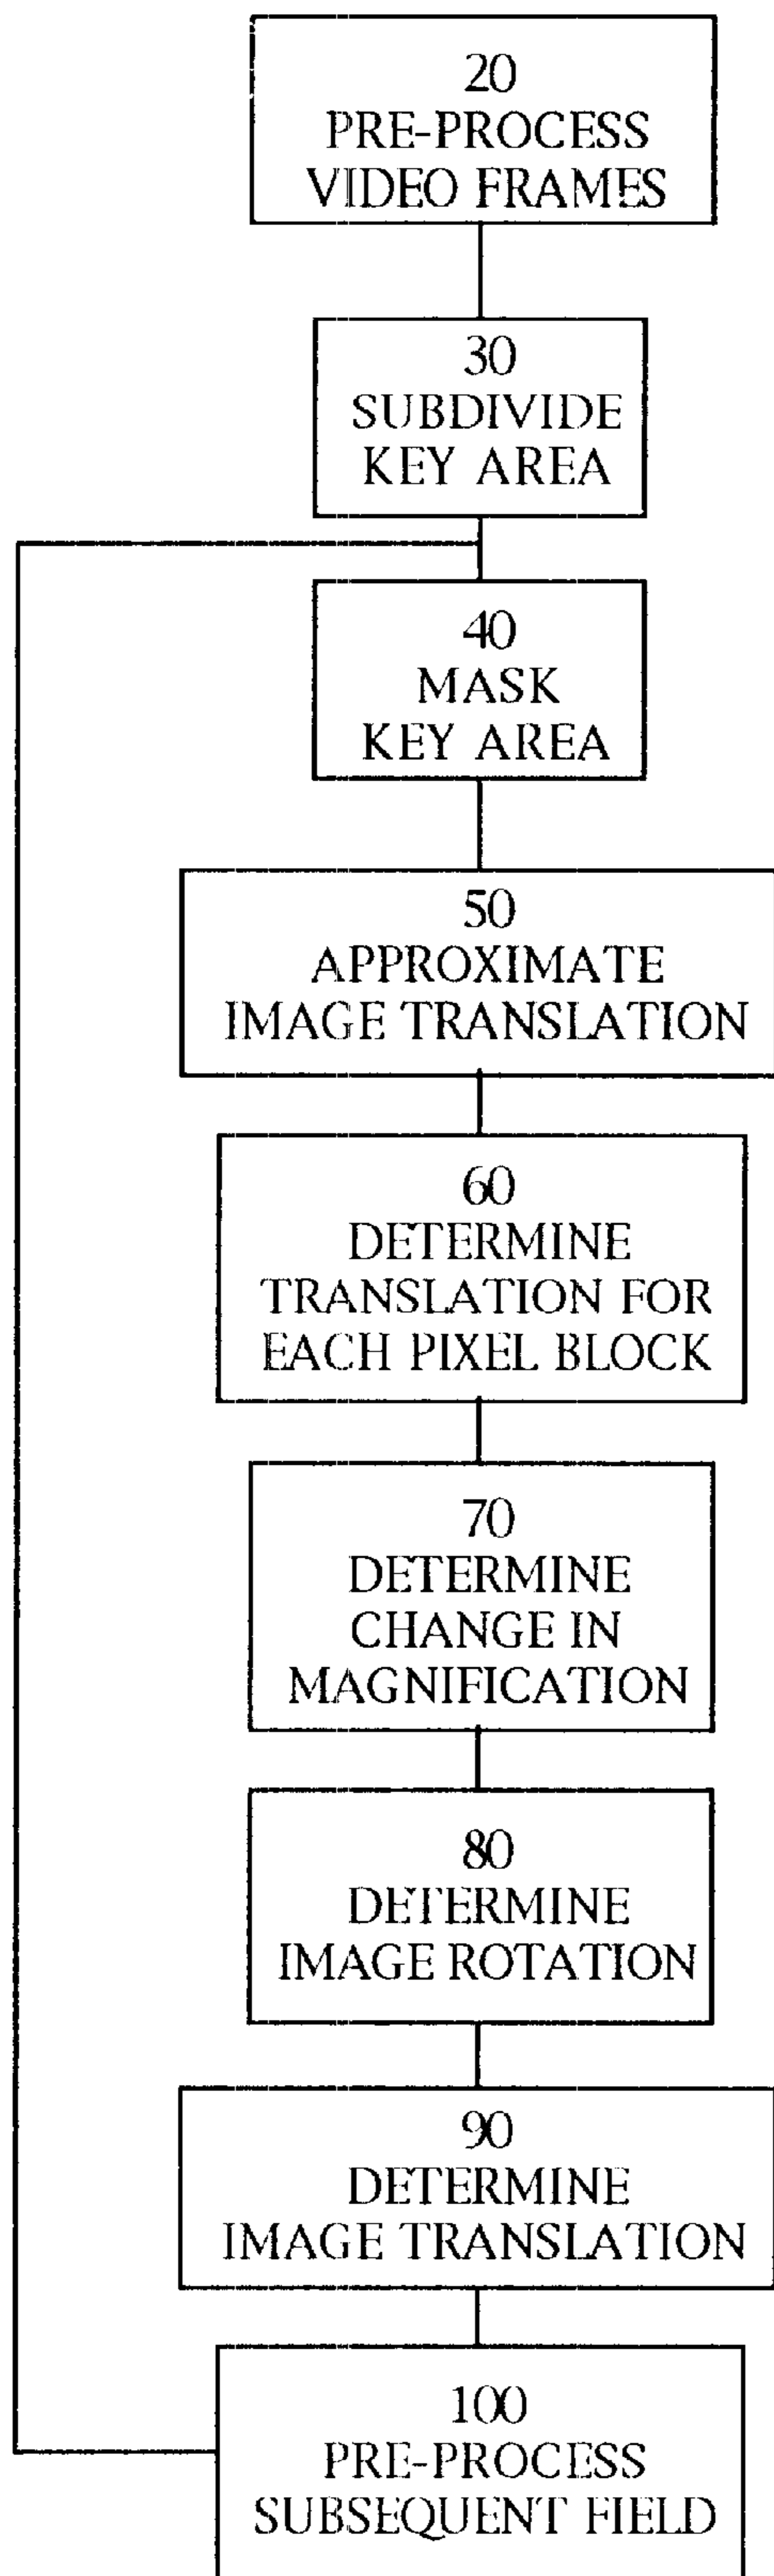 20
PRE-PROCESS
VIDEO FRAMES
30
SUBDIVIDE
KEY AREA
40
MASK
KEY AREA
50
APPROXIMATE
IMAGE TRANSLATION
60
DETERMINE
TRANSLATION FOR
EACH PIXEL BLOCK
70
DETERMINE
CHANGE IN
MAGNIFICATION
80
DETERMINE
IMAGE ROTATION
90
DETERMINE
IMAGE TRANSLATION
100
PRE-PROCESS
SUBSEQUENT FIELD